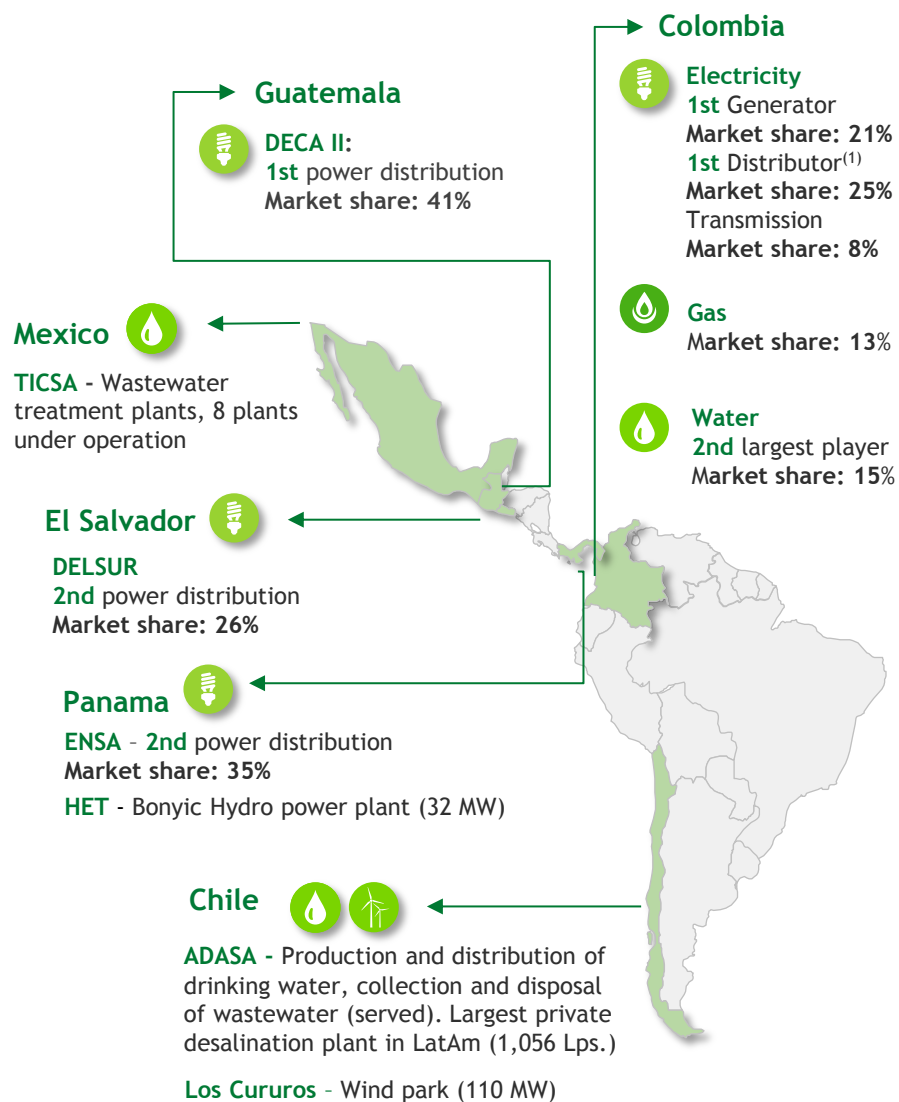 Colombia
Electricity
1st Generator
Market share: 21%
1st Distributor(1)
Market share: 25%
Transmission
Market share: 8%
Gas
Market share: 13%
Water
2nd largest player
Market share: 15%
Guatemala
DECA II:
1st power distribution
Market share: 41%
Mexico
TICSA - Wastewater
treatment plants, 8 plants
under operation
El Salvador
DELSUR
2nd power distribution
Market share: 26%
Panama
ENSA – 2nd power distribution
Market share: 35%
HET - Bonyic Hydro power plant (32 MW)
Chile
ADASA - Production and distribution of
drinking water, collection and disposal
of wastewater (served). Largest private
desalination plant in LatAm (1,056 Lps.)
Los Cururos – Wind park (110 MW)